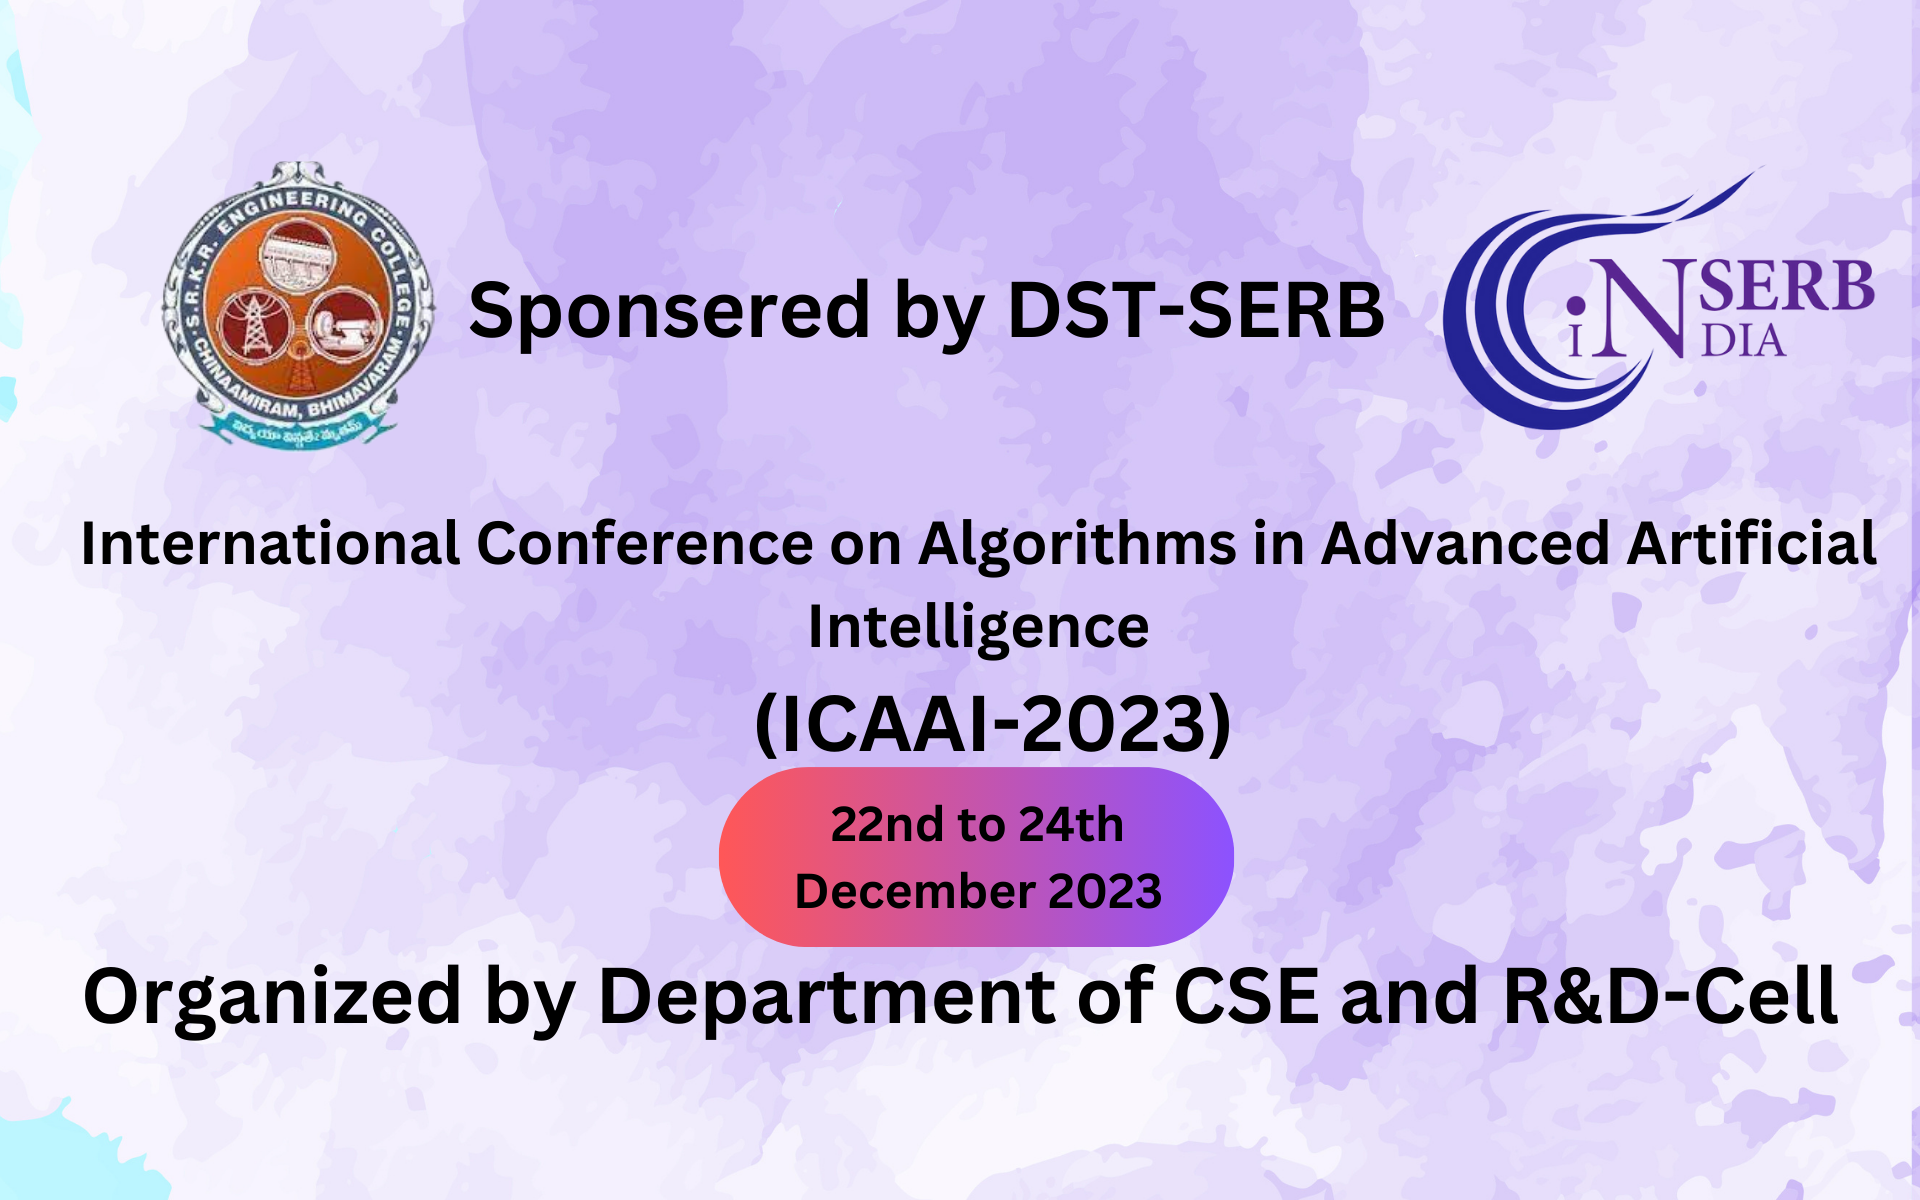 S.R.K.R. ENGINEERING COLLEGE
CHINAAMIRAM, BHIMAVARAM
Sponsered by DST-SERB
iN SERB
INDIA
International Conference on Algorithms in Advanced Artificial
Intelligence
(ICAAI-2023)
22nd to 24th
December 2023
Organized by Department of CSE and R&D-Cell